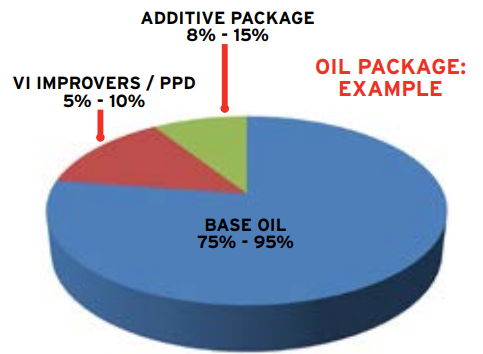 ADDITIVE PACKAGE
8% - 15%
OIL PACKAGE:
EXAMPLE
VI IMPROVERS / PPD
5% - 10%
BASE OIL
75% - 95%